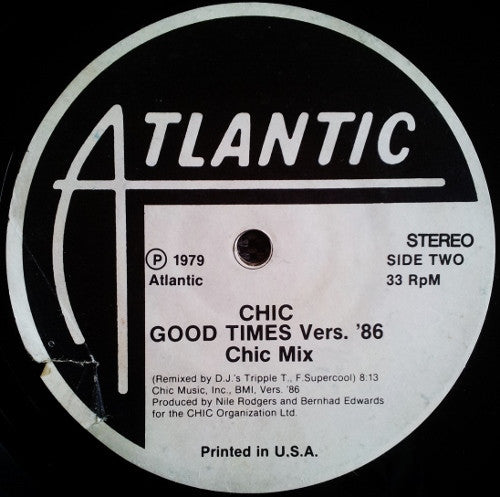 ATLANTIC
STEREO
Ⓟ 1979 SIDE TWO
Atlantic 33 RpM
CHIC
GOOD TIMES Vers. '86
Chic Mix
(Remixed by D.J.'s Tripple T., F.Supercool) 8.13
Chic Music, Inc., BMI, Vers. '86
Produced by Nile Rodgers and Bernhad Edwards
for the CHIC Organization Ltd.
Printed in U.S.A.